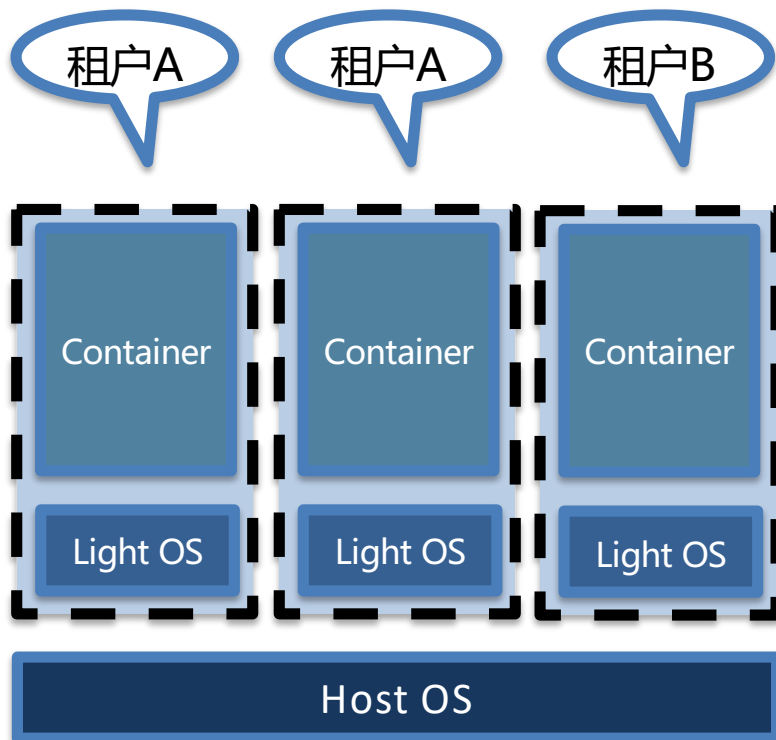 租户A
租户A
租户B
Container
Container
Container
Light OS
Light OS
Light OS
Host OS